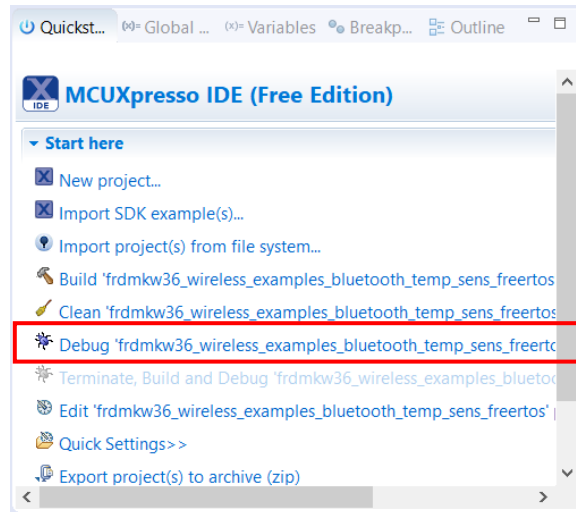 Quickst... (x)= Global ... (x)= Variables Breakp... Outline
IDE MCUXpresso IDE (Free Edition)
Start here
New project...
Import SDK example(s)...
Import project(s) from file system...
Build 'frdmkw36_wireless_examples_bluetooth_temp_sens_freertos
Clean 'frdmkw36_wireless_examples_bluetooth_temp_sens_freertos
Debug 'frdmkw36_wireless_examples_bluetooth_temp_sens_freerto
Terminate, Build and Debug 'frdmkw36_wireless_examples_bluetoo
Edit 'frdmkw36_wireless_examples_bluetooth_temp_sens_freertos'
Quick Settings>>
Export project(s) to archive (zip)